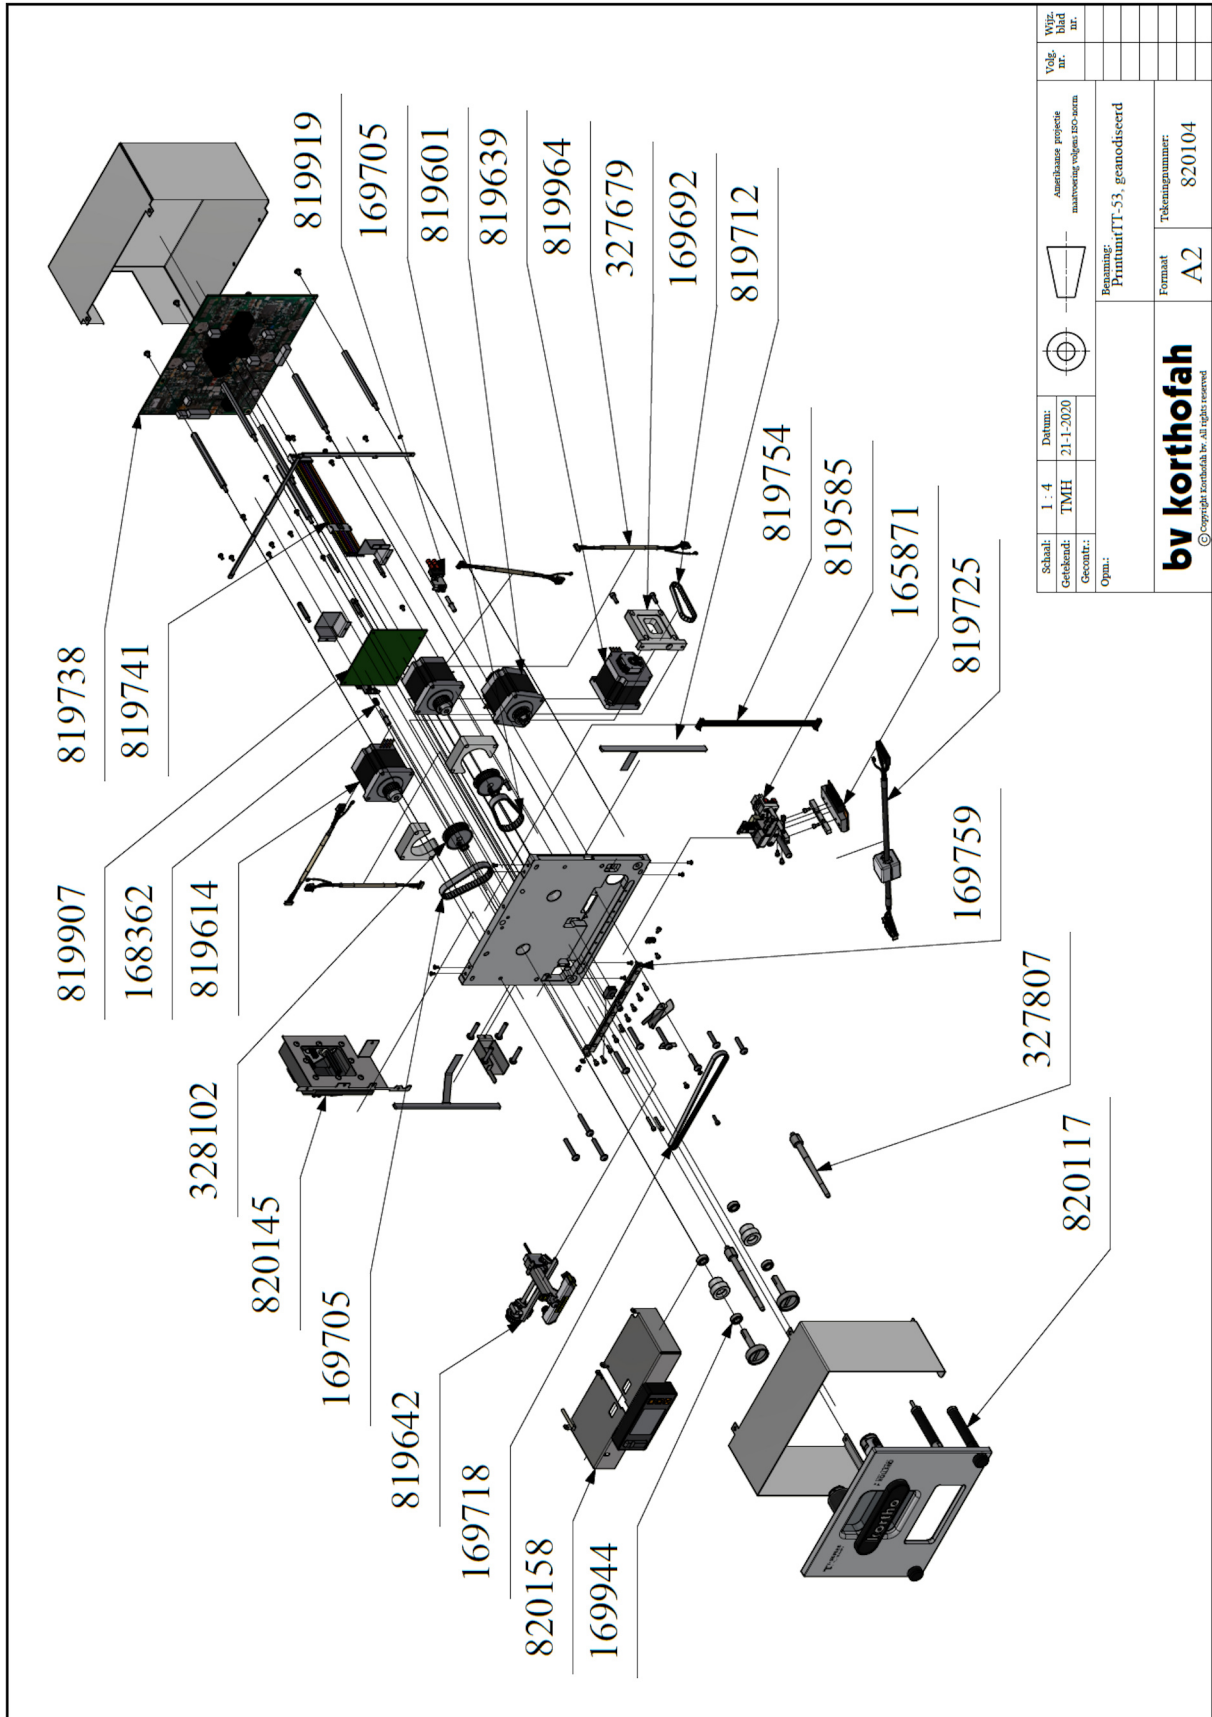 819919
169705
819601
819639
819964
327679
169692
819712
819738
819741
819754
819585
165871
819725
819907
168362
819614
169759
328102
820145
169705
327807
820117
819642
169718
820158
169944
kortho
Volg. nr.
Wijz. blad nr.
Amerikaanse projectie
maatvoering volgens ISO-norm
Schaal: 1 : 4
Datum:
Getekend: TMH 21-1-2020
Gecontr.:
Opm.:
Benaming:
PrintunitTT-53, geanodiseerd
Formaat
A2
Tekeningnummer:
820104
bv korthofah
© Copyright Korthofah bv. All rights reserved